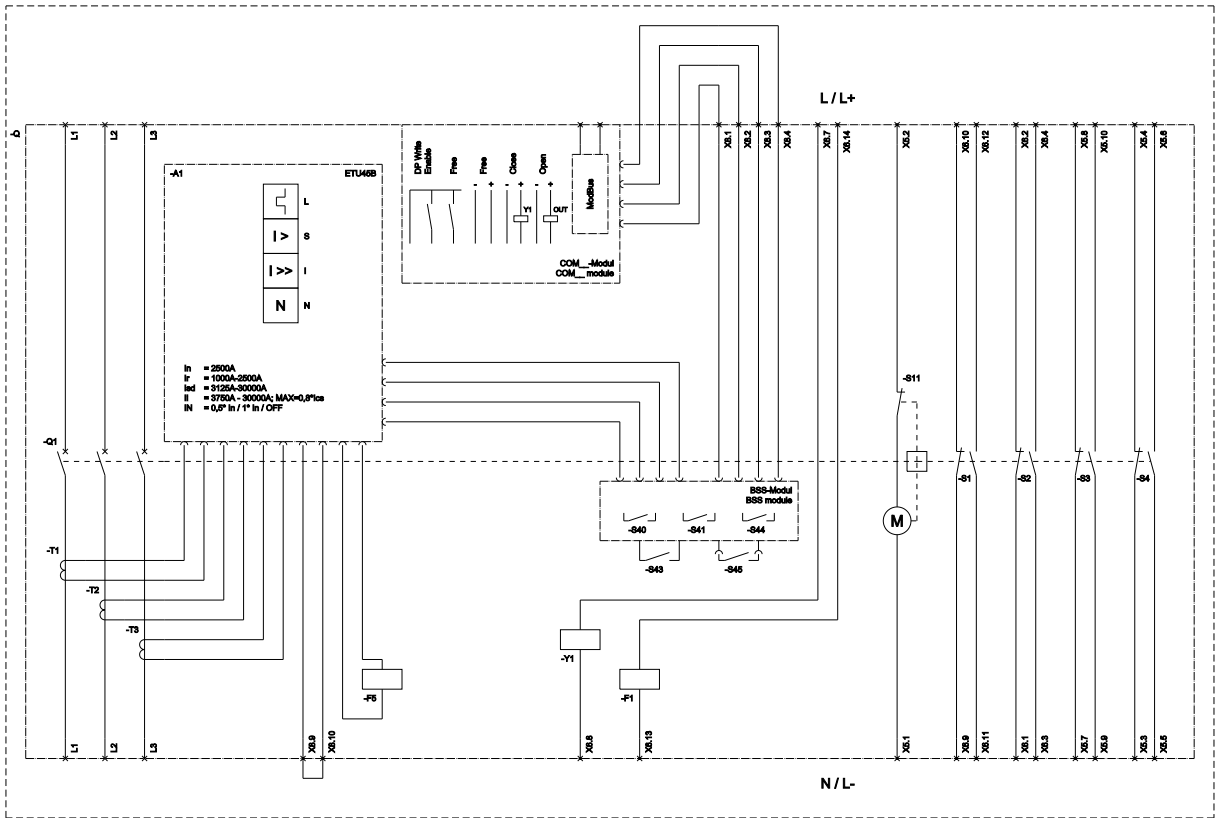 L / L+
-Q
L1
L2
L3
X8.1
X8.2
X8.3
X8.4
X6.7
X6.14
X5.2
X6.10
X6.12
X6.2
X6.4
X5.8
X5.10
X5.4
X5.6
-A1
ETU45B
L
I >
S
I >>
I
N
N
In = 2500A
Ir = 1000A-2500A
Isd = 3125A-30000A
Ii = 3750A - 30000A; MAX=0,8*Ics
IN = 0,5* In / 1* In / OFF
DP Write
Enable
Free
Free
Close
Open
-
+
-
+
-
+
Y1
OUT
ModBus
COM__-Modul
COM__ module
-S11
-Q1
M
-S1
-S2
-S3
-S4
BSS-Modul
BSS module
-S40
-S41
-S44
-S43
-S45
-T1
-T2
-T3
-F5
-Y1
-F1
L1
L2
L3
X8.9
X8.10
X6.8
X6.13
X5.1
X6.9
X6.11
X6.1
X6.3
X5.7
X5.9
X5.3
X5.5
N / L-